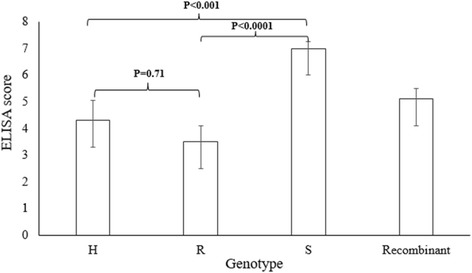 P<0.001
P<0.0001
P=0.71
ELISA score
8
7
6
5
4
3
2
1
0
H R S Recombinant
Genotype